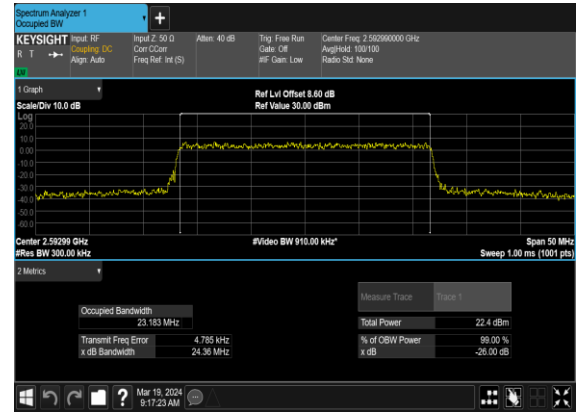 Spectrum Analyzer 1
Occupied BW
KEYSIGHT Input: RF Input Z: 50 Ω Atten: 40 dB Trig: Free Run Center Freq: 2.592990000 GHz
R T Coupling: DC Corr CCorr Gate: Off Avg|Hold: 100/100
Align: Auto Freq Ref: Int (S) #IF Gain: Low Radio Std: None
LXI
1 Graph Ref Lvl Offset 8.60 dB
Scale/Div 10.0 dB Ref Value 30.00 dBm
Log
20.0
10.0
0.00
-10.0
-20.0
-30.0
-40.0
-50.0
-60.0
Center 2.59299 GHz #Video BW 910.00 kHz* Span 50 MHz
#Res BW 300.00 kHz Sweep 1.00 ms (1001 pts)
2 Metrics
Measure Trace Trace 1
Occupied Bandwidth
23.183 MHz Total Power 22.4 dBm
Transmit Freq Error 4.785 kHz % of OBW Power 99.00 %
x dB Bandwidth 24.36 MHz x dB -26.00 dB
? Mar 19, 2024
9:17:23 AM